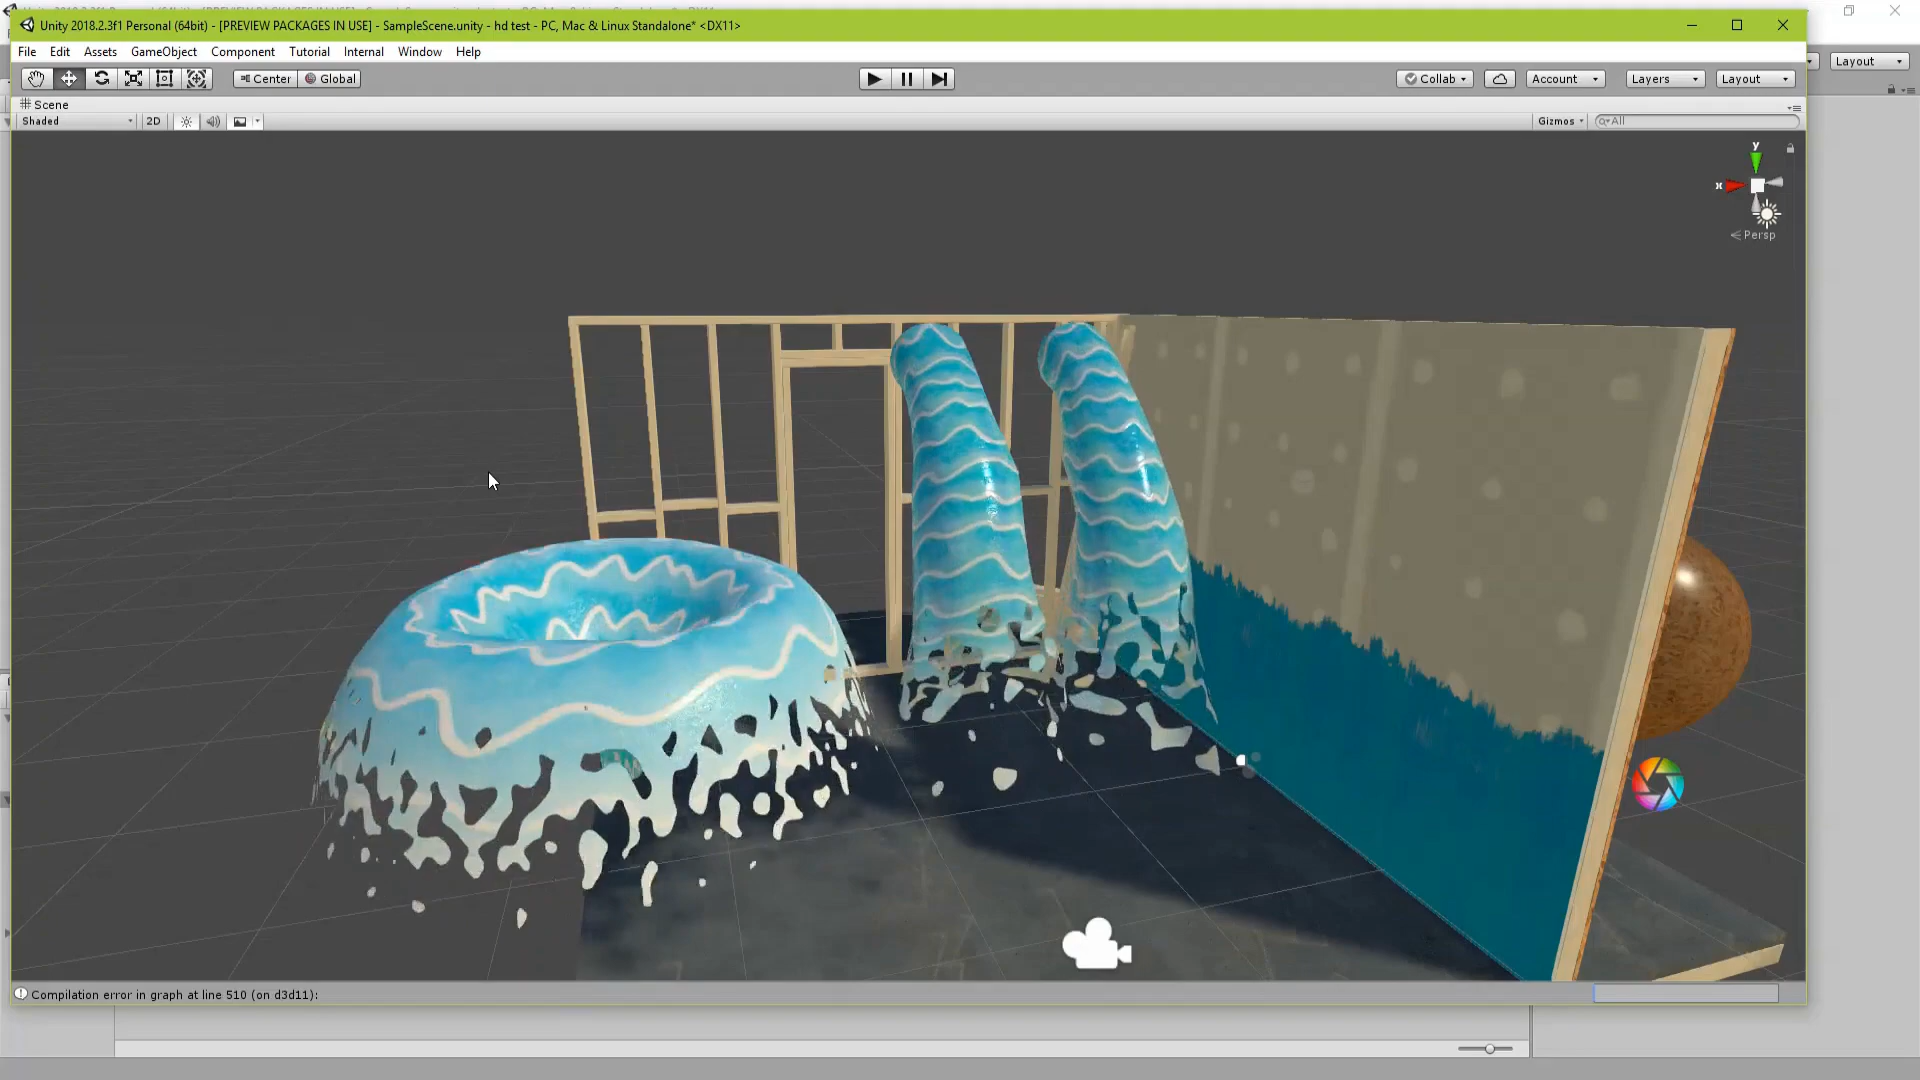 Unity 2018.2.3f1 Personal (64bit) - [PREVIEW PACKAGES IN USE] - SampleScene.unity - hd test - PC, Mac & Linux Standalone* <DX11>
File Edit Assets GameObject Component Tutorial Internal Window Help
Layout
Center Global Collab Account Layers Layout
Scene
Shaded 2D Gizmos All
y
x
Persp
Compilation error in graph at line 510 (on d3d11):